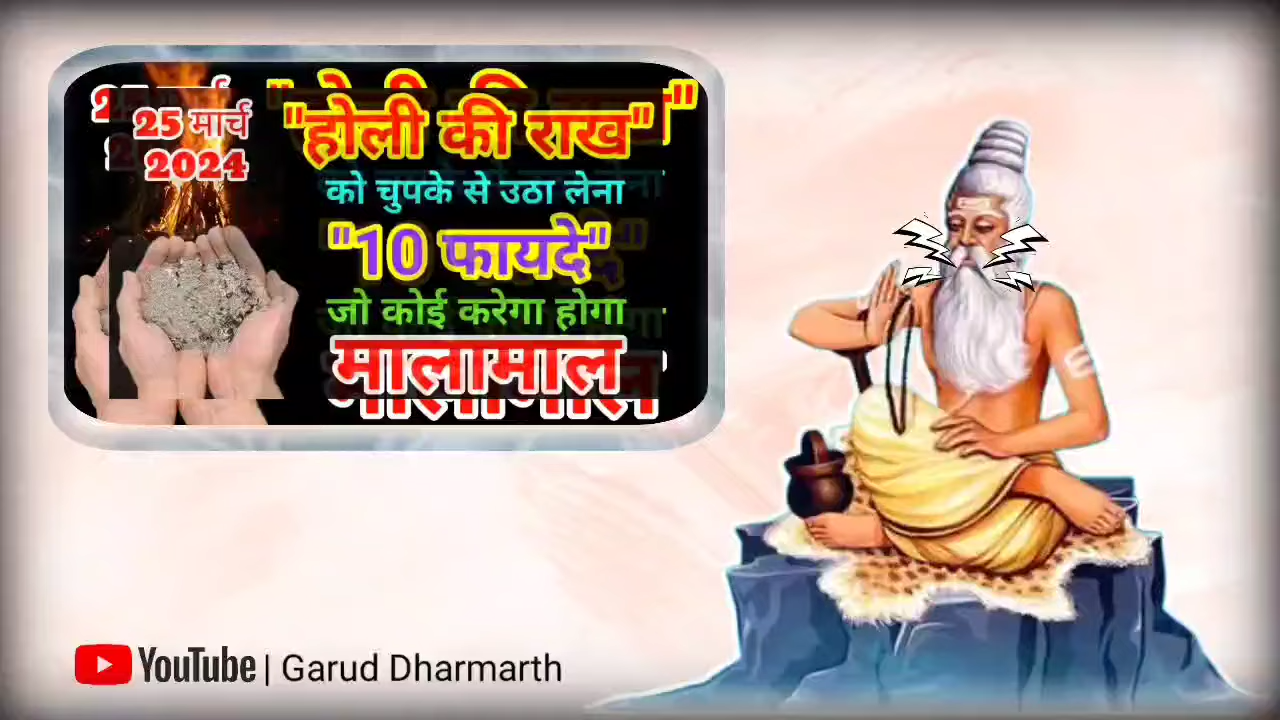 25 मार्च
2024
"होली की राख"
को चुपके से उठा लेना
"10 फायदे"
जो कोई करेगा होगा
मालामाल
YouTube | Garud Dharmarth